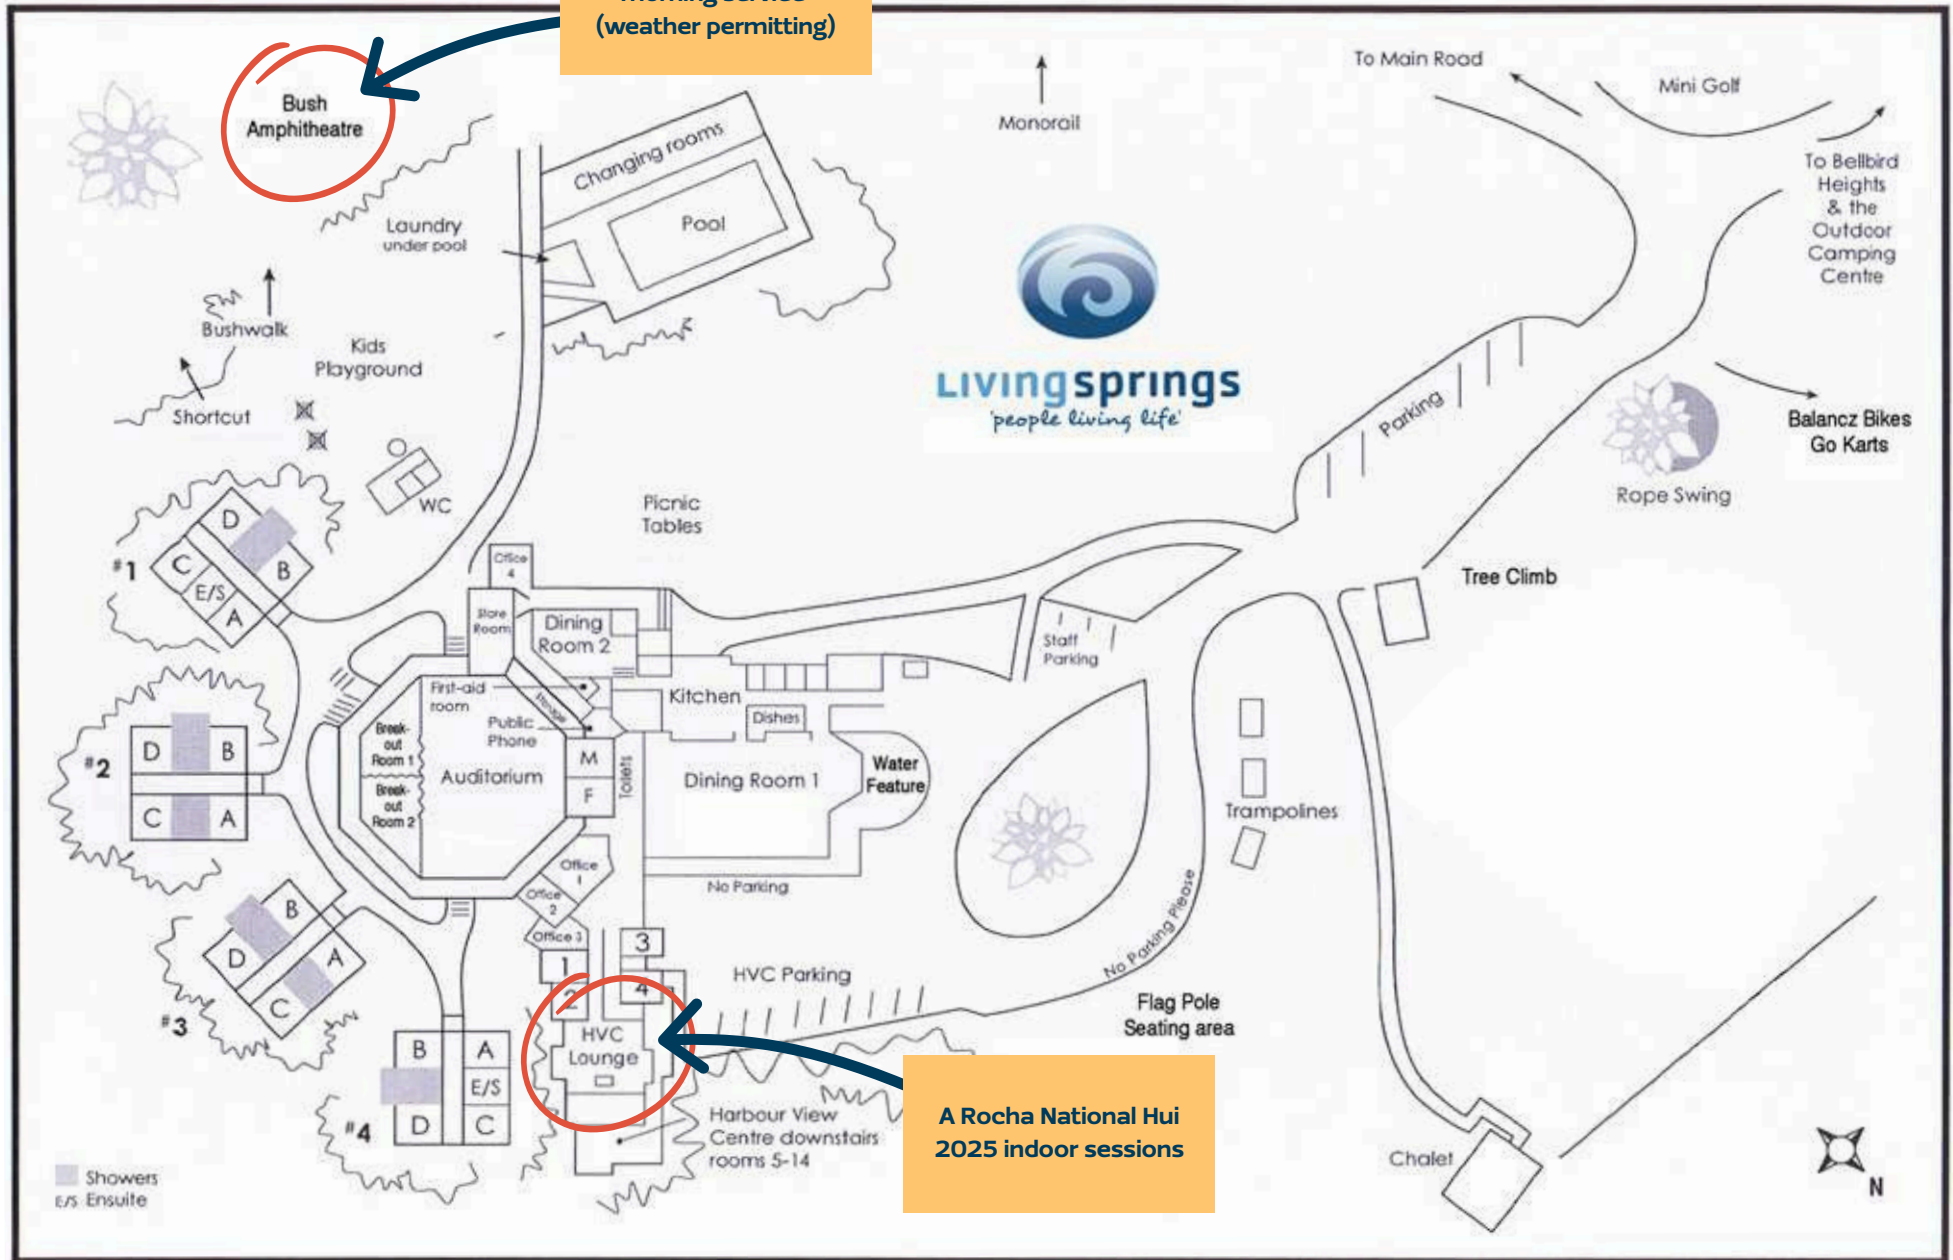 morning service
(weather permitting)
Bush
Amphitheatre
Monorail
To Main Road
Mini Golf
To Bellbird
Heights
& the
Outdoor
Camping
Centre
Changing rooms
Pool
Laundry
under pool
Bushwalk
Kids
Playground
Shortcut
WC
Livingsprings
'people living life'
Parking
Balancz Bikes
Go Karts
Rope Swing
Picnic
Tables
Tree Climb
#1
D
C
B
E/S
A
Office
4
Store
Room
Dining
Room 2
Staff
Parking
First-aid
room
Storage
Public
Phone
Kitchen
Dishes
#2
D
B
C
A
Break-
out
Room 1
Break-
out
Room 2
Auditorium
M
F
Toilets
Dining Room 1
Water
Feature
Trampolines
Office
1
Office
2
Office 3
No Parking
No Parking Please
#3
B
D
A
C
1
2
3
4
HVC Parking
HVC
Lounge
Flag Pole
Seating area
#4
B
A
E/S
D
C
Harbour View
Centre downstairs
rooms 5-14
A Rocha National Hui
2025 indoor sessions
Chalet
N
Showers
E/S Ensuite